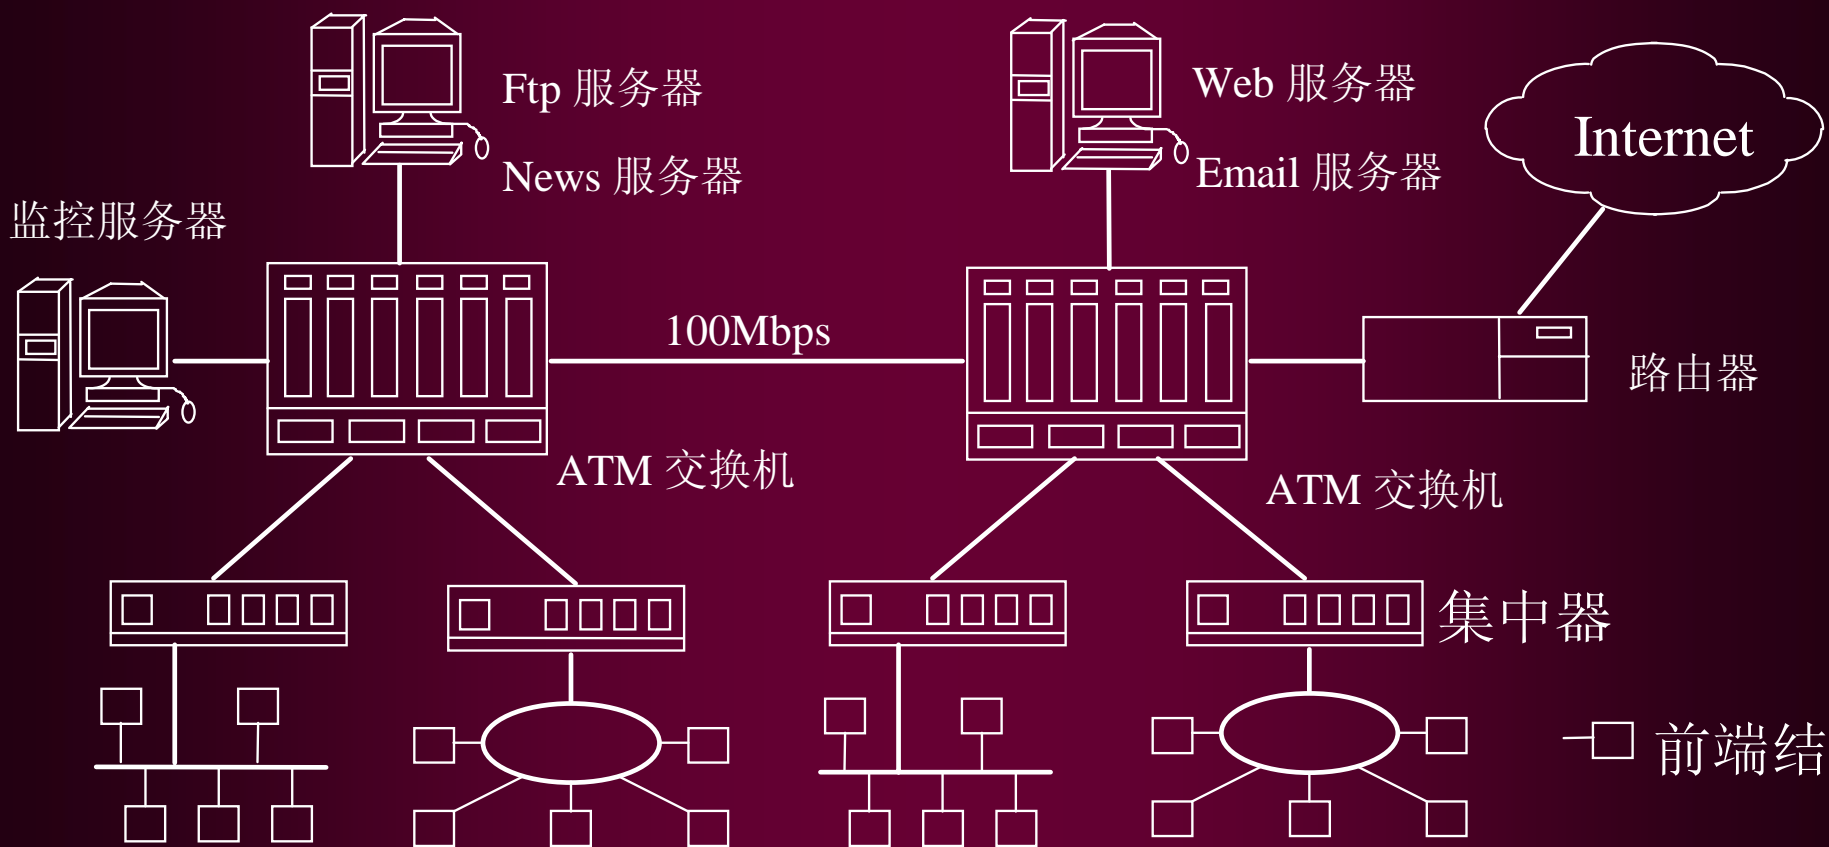 Ftp 服务器
News 服务器
Web 服务器
Email 服务器
Internet
监控服务器
100Mbps
路由器
ATM 交换机
ATM 交换机
集中器
前端结